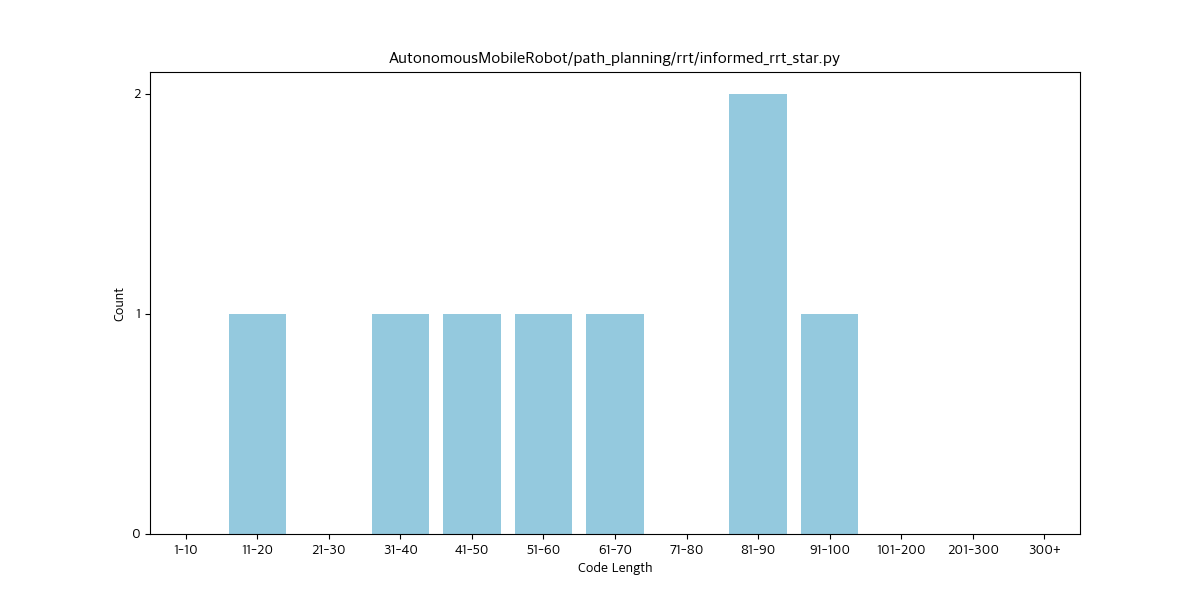 AutonomousMobileRobot/path_planning/rrt/informed_rrt_star.py
2
1
0
Count
1-10 11-20 21-30 31-40 41-50 51-60 61-70 71-80 81-90 91-100 101-200 201-300 300+
Code Length